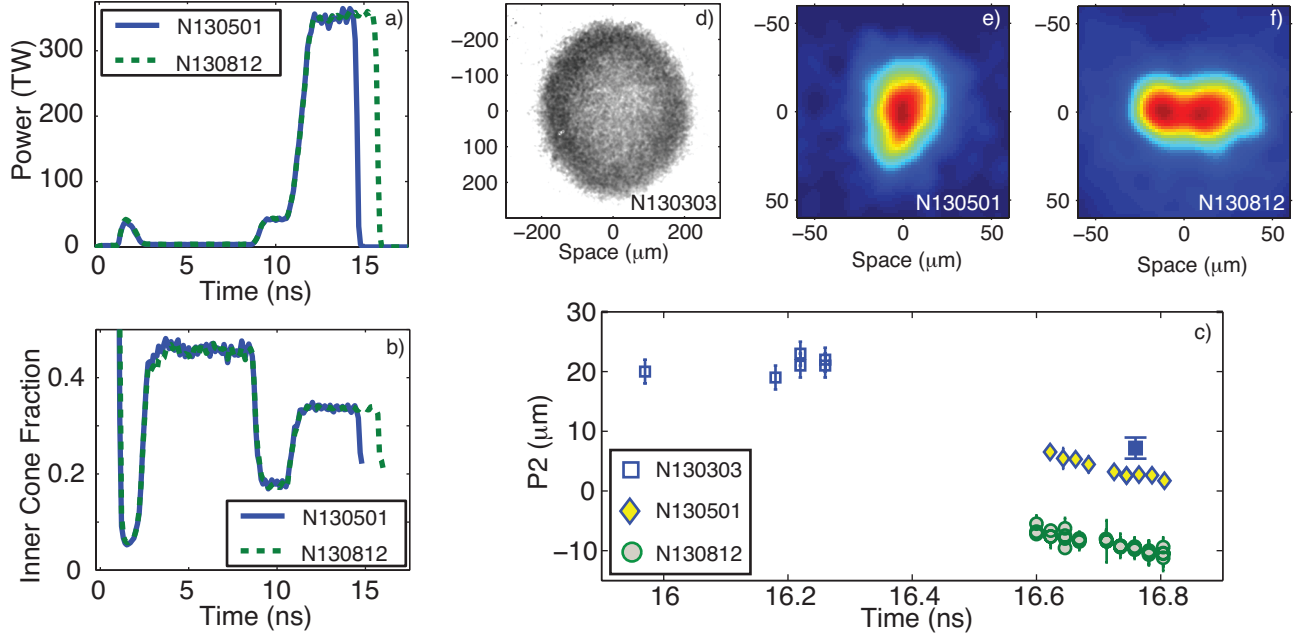 a)
Power (TW)
300
200
100
0
0 5 10 15
Time (ns)
N130501
N130812
b)
Inner Cone Fraction
0.4
0.2
0
0 5 10 15
Time (ns)
N130501
N130812
d)
−200
−100
0
100
200
−200 0 200
Space (μm)
N130303
e)
−50
0
50
−50 0 50
Space (μm)
N130501
f)
−50
0
50
−50 0 50
Space (μm)
N130812
c)
P2 (μm)
30
20
10
0
−10
16 16.2 16.4 16.6 16.8
Time (ns)
N130303
N130501
N130812